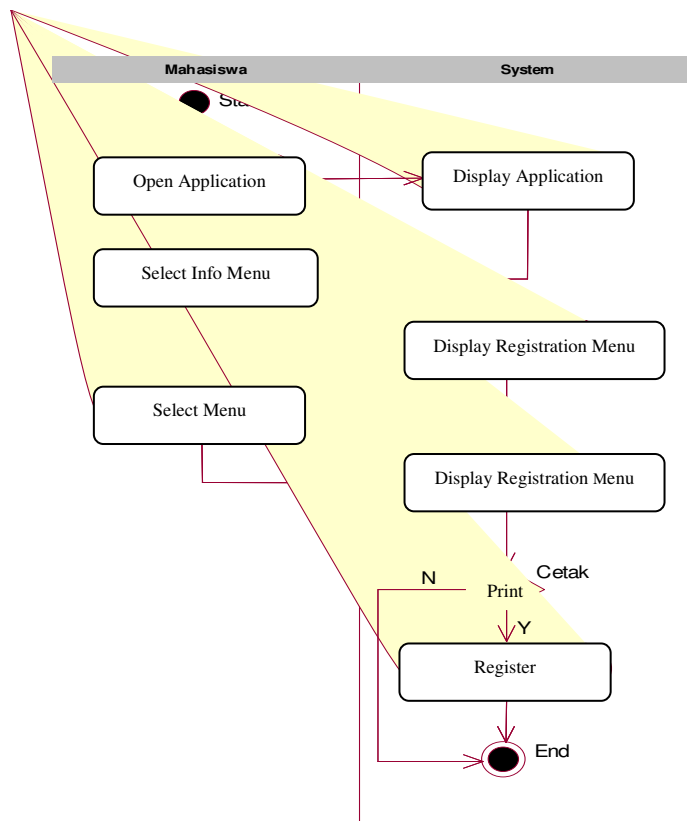 Mahasiswa System
Sta
Open Application
Display Application
Select Info Menu
Display Registration Menu
Select Menu
Display Registration Menu
Cetak
N
Print
Y
Register
End